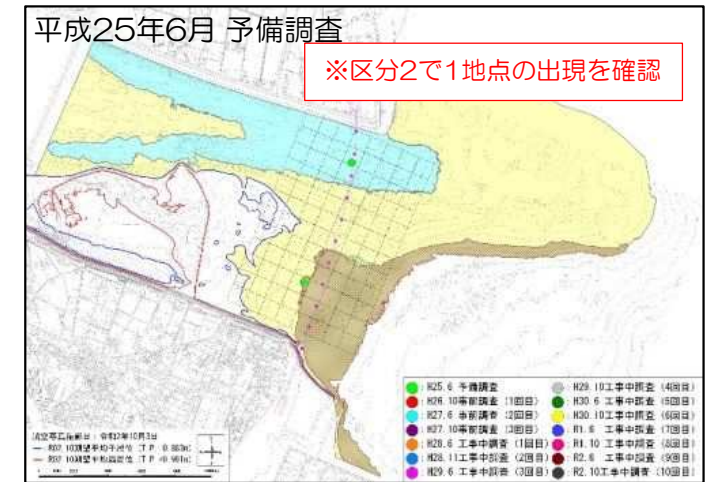 平成25年6月 予備調査
※区分2で1地点の出現を確認
H25.6 予備調査
H26.10事前調査 (1回目)
H27.6 事前調査 (2回目)
H27.10事前調査 (3回目)
H28.6 工事中調査 (1回目)
H28.11工事中調査 (2回目)
H29.6 工事中調査 (3回目)
H29.10工事中調査 (4回目)
H30.6 工事中調査 (5回目)
H30.10工事中調査 (6回目)
R1.6 工事中調査 (7回目)
R1.10 工事中調査 (8回目)
R2.6 工事中調査 (9回目)
R2.10工事中調査 (10回目)